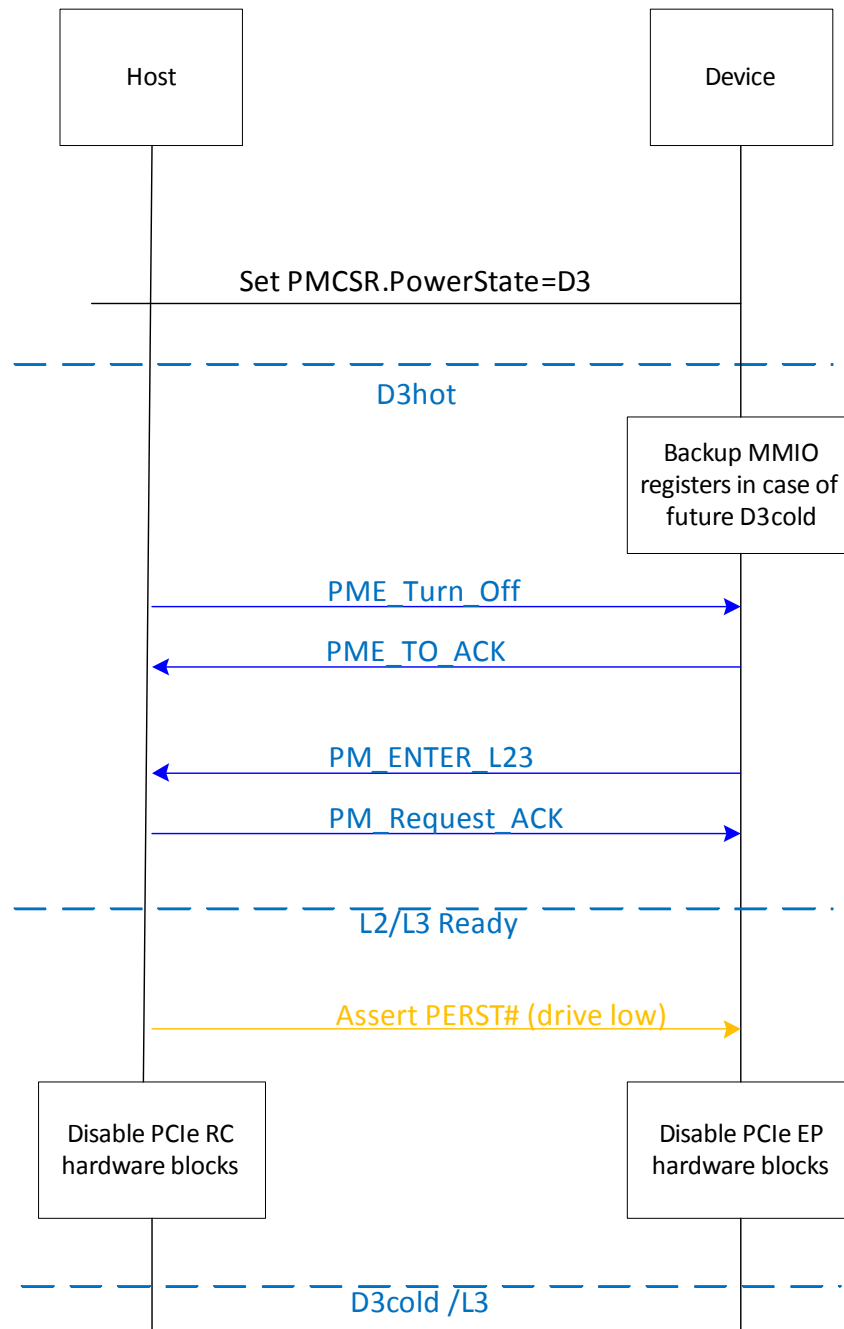 Host
Device
Set PMCSR.PowerState=D3
D3hot
Backup MMIO
registers in case of
future D3cold
PME_Turn_Off
PME_TO_ACK
PM_ENTER_L23
PM_Request_ACK
L2/L3 Ready
Assert PERST# (drive low)
Disable PCIe RC
hardware blocks
Disable PCIe EP
hardware blocks
D3cold /L3